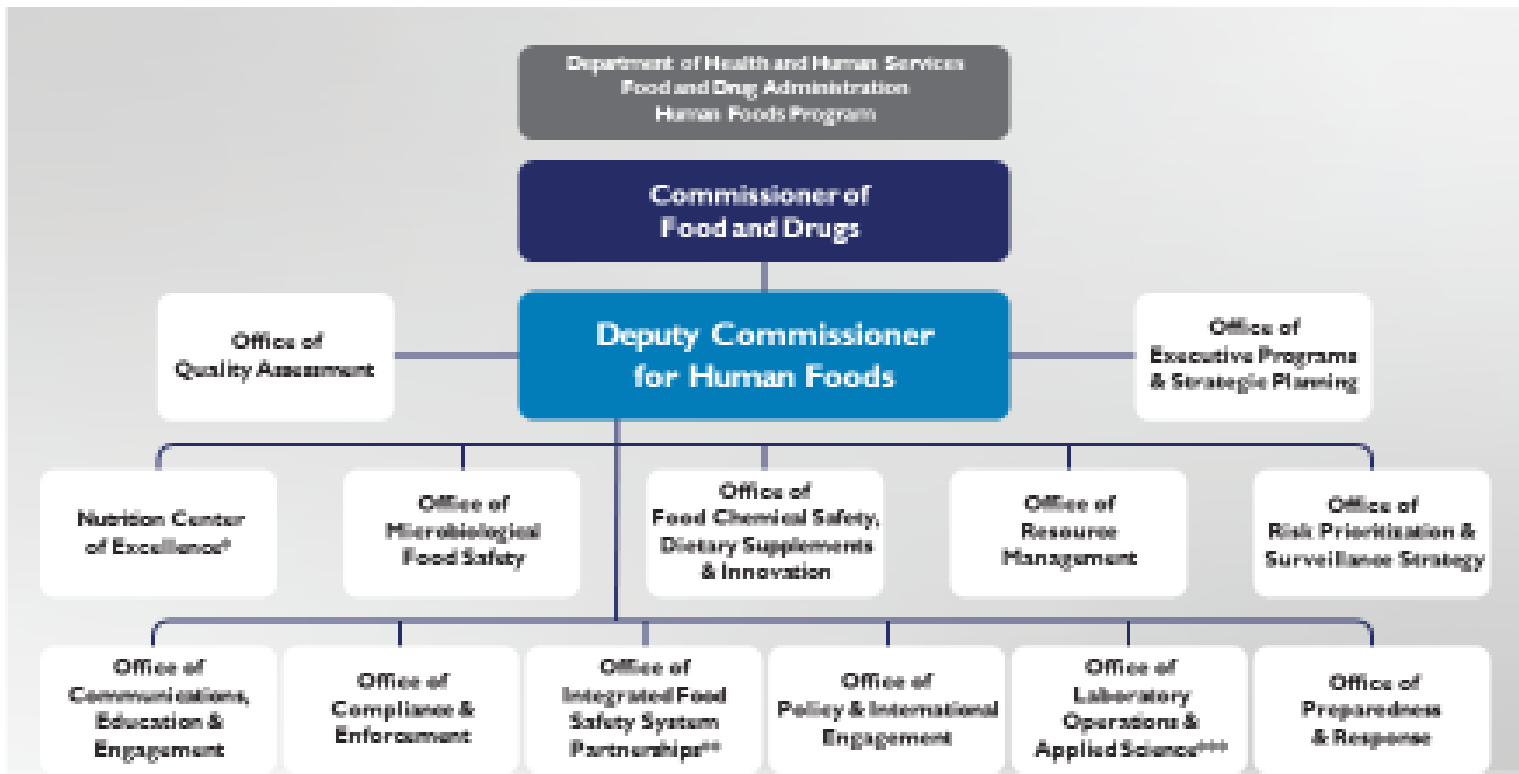 Department of Health and Human Services
Food and Drug Administration
Human Foods Program
Commissioner of
Food and Drugs
Office of
Quality Assessment
Deputy Commissioner
for Human Foods
Office of
Executive Programs
& Strategic Planning
Nutrition Center
of Excellence*
Office of
Microbiological
Food Safety
Office of
Food Chemical Safety,
Dietary Supplements
& Innovation
Office of
Resource
Management
Office of
Risk Prioritization &
Surveillance Strategy
Office of
Communications,
Education &
Engagement
Office of
Compliance &
Enforcement
Office of
Integrated Food
Safety System
Partnerships**
Office of
Policy & International
Engagement
Office of
Laboratory
Operations &
Applied Science***
Office of
Preparedness
& Response